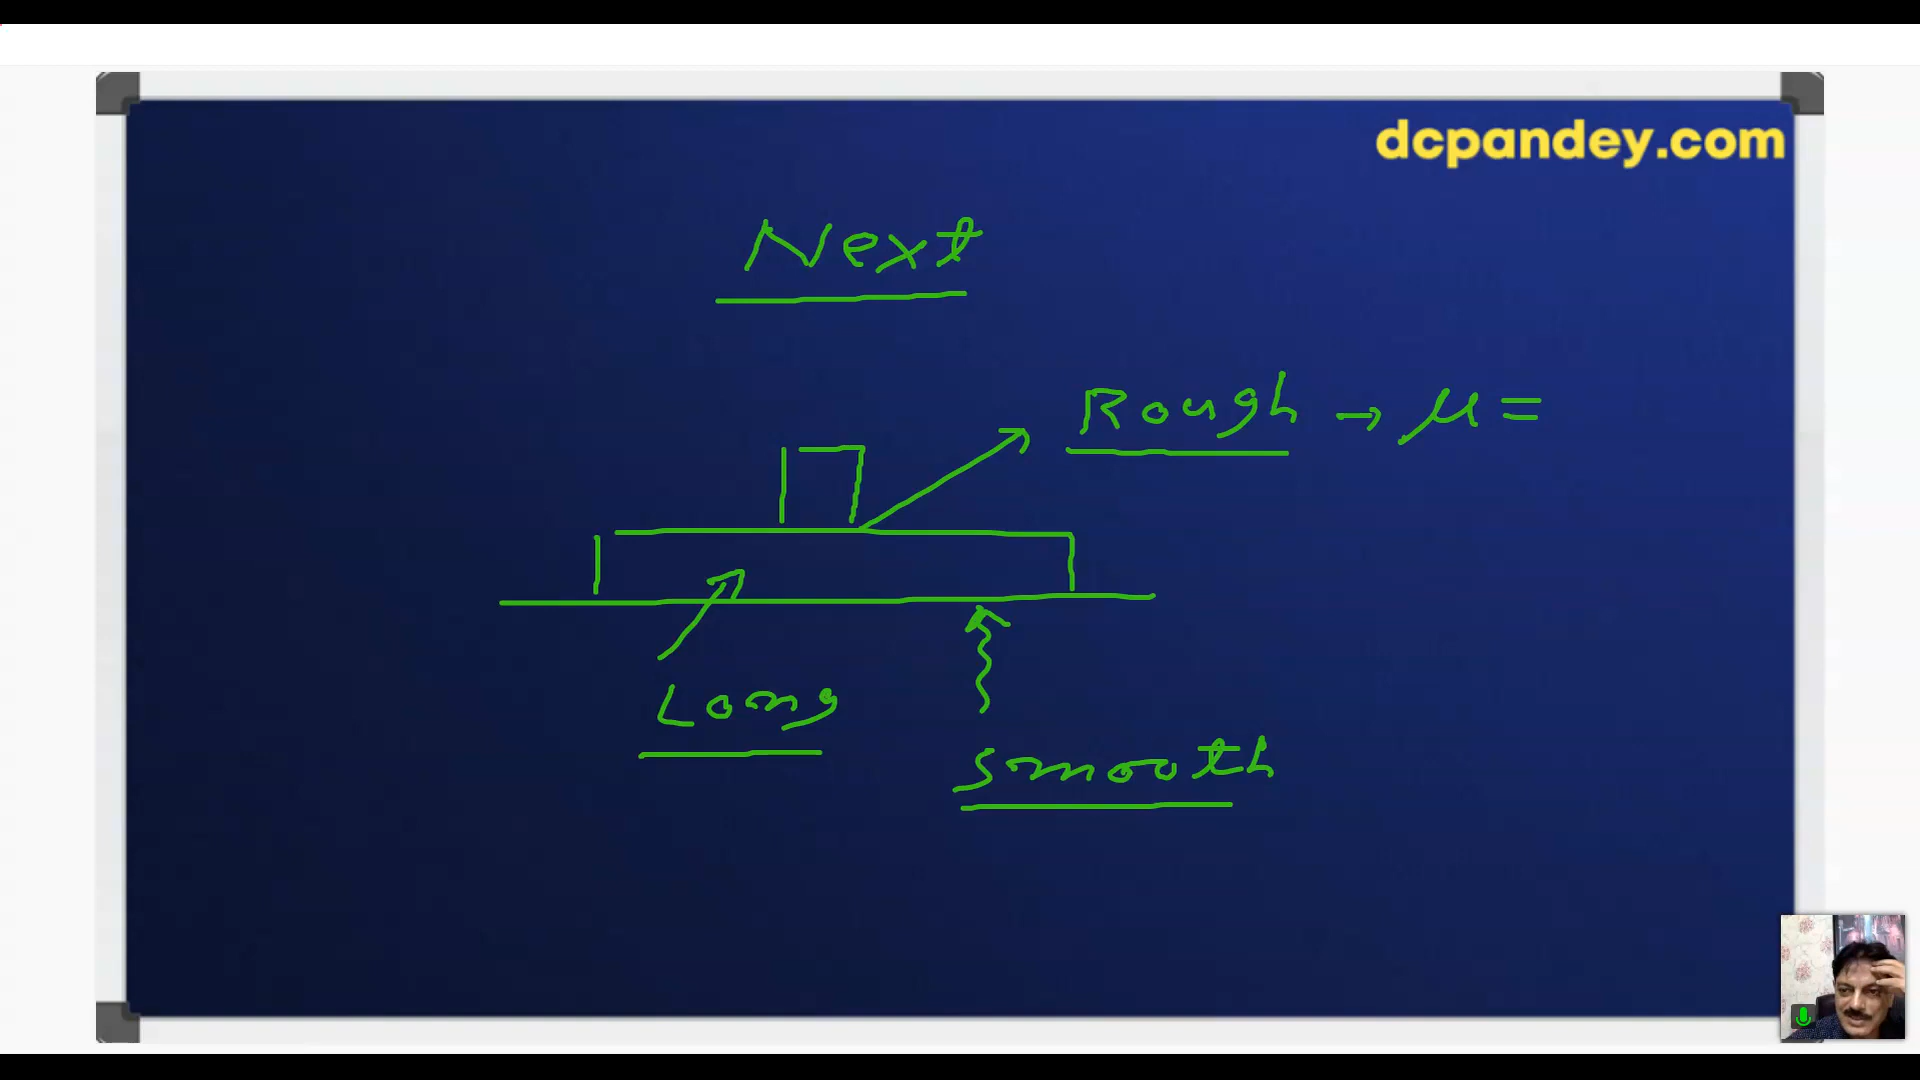 dcpandey.com
Next
Rough → μ =
Long
Smooth